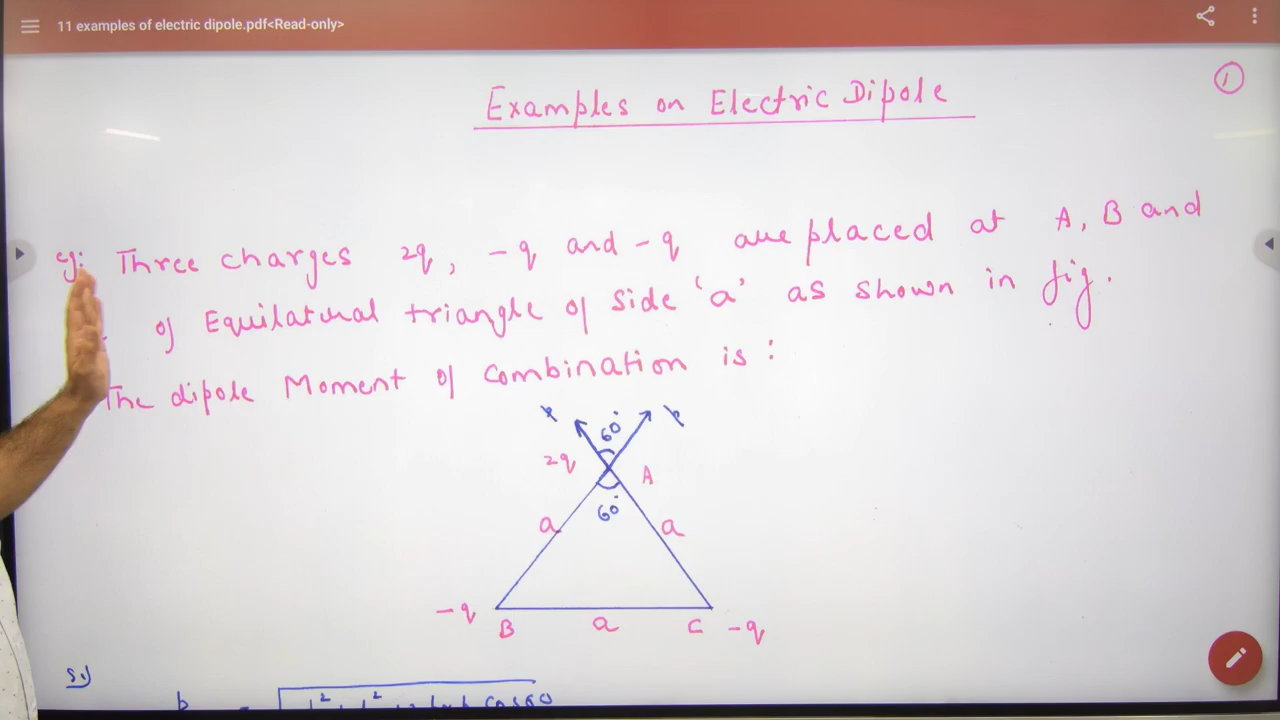 11 examples of electric dipole.pdf<Read-only>
1
Examples on Electric Dipole
eg: Three charges 2q, -q and -q are placed at A, B and
of Equilateral triangle of side 'a' as shown in fig.
The dipole Moment of Combination is :
p 60° p
2q A
60°
a a
-q B a C -q
Sol